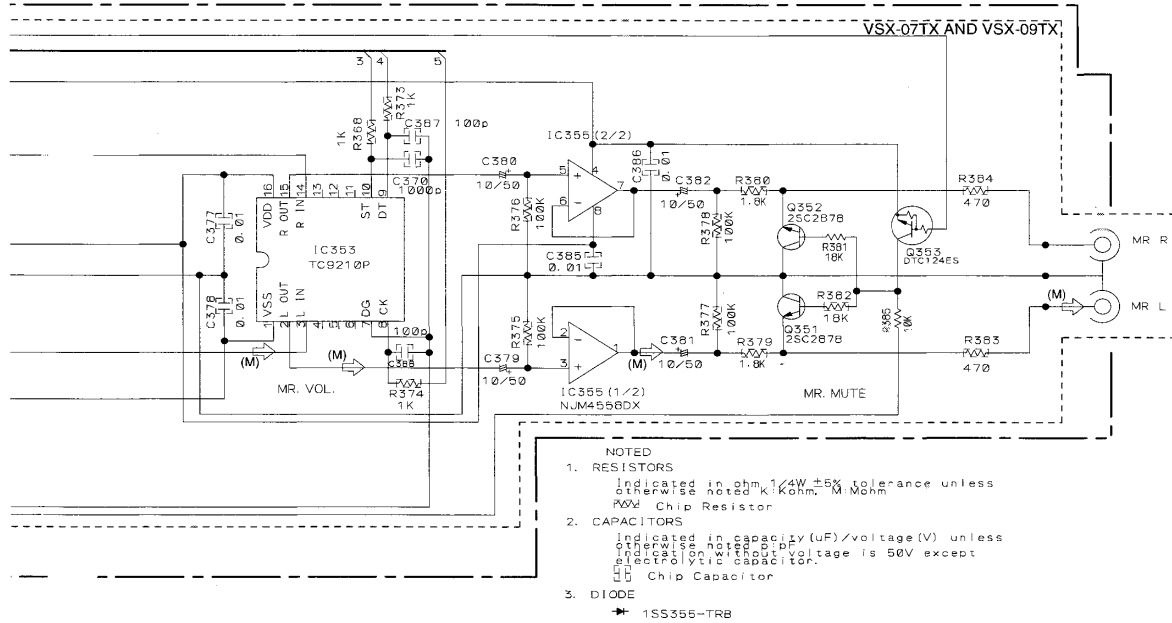 VSX-07TX AND VSX-09TX
3 4 5
R373
1K
R368
1K
C387 100p
C370
1000p
16 15 14 13 12 11 10 9
VDD
R OUT
R IN
ST
DT
C377
0.01
IC353
TC9210P
C378
0.01
VSS
L OUT
L IN
DG
CK
1 2 3 4 5 6 7 8
100p
R374
1K
(M)
(M)
MR. VOL.
C380
10/50
R376
100K
IC355 (2/2)
5
6
4
8
7
C386
0.01
C385
0.01
C382
10/50
R378
100K
R380
1.8K
Q352
2SC2878
R381
18K
Q353
DTC124ES
R384
470
MR R
R375
100K
C379
10/50
2
3
1
(M)
IC355 (1/2)
NJM4558DX
C381
10/50
R377
100K
R379
1.8K
Q351
2SC2878
R382
18K
R385
10K
R383
470
(M)
MR L
MR. MUTE
NOTED
1. RESISTORS
Indicated in ohm, 1/4W ±5% tolerance unless
otherwise noted K:Kohm, M:Mohm
Chip Resistor
2. CAPACITORS
Indicated in capacity (uF)/voltage (V) unless
otherwise noted p:pF
Indication without voltage is 50V except
electrolytic capacitor.
Chip Capacitor
3. DIODE
1SS355-TRB